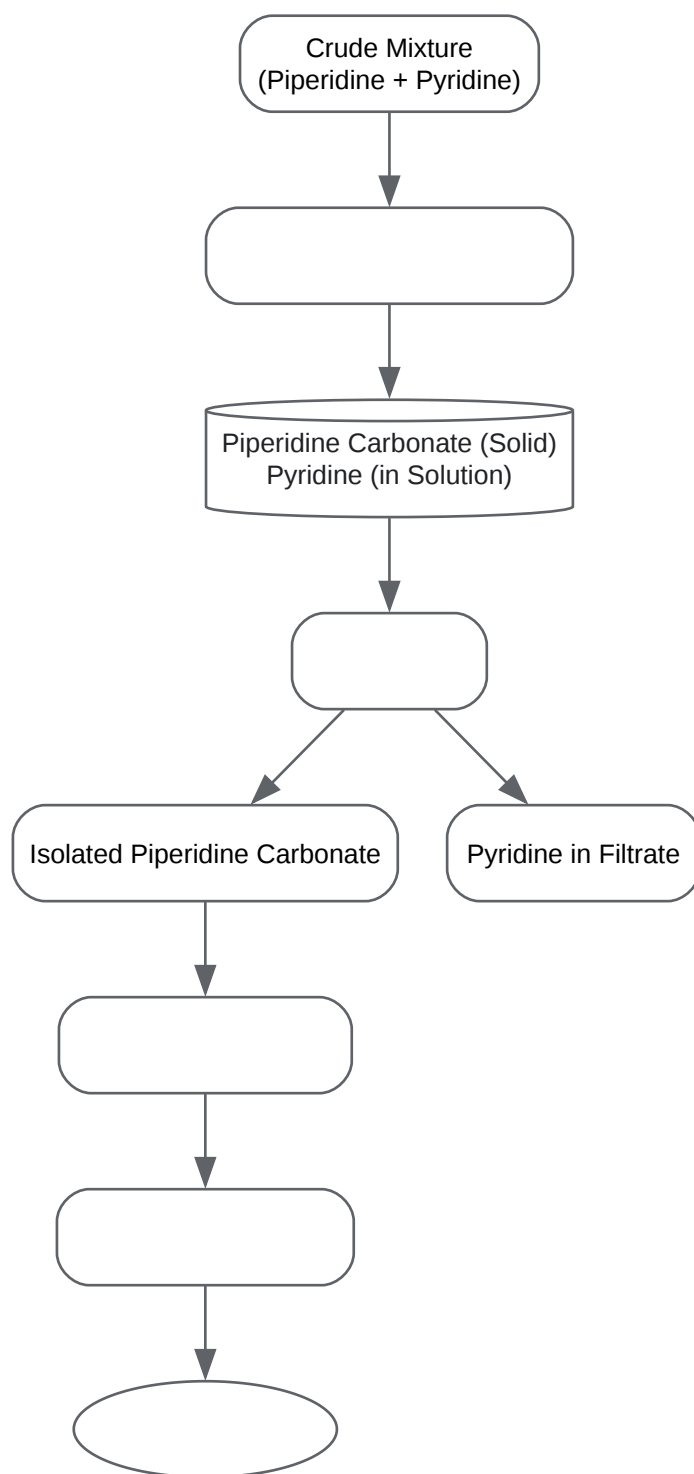 Crude Mixture
(Piperidine + Pyridine)
Piperidine Carbonate (Solid)
Pyridine (in Solution)
Isolated Piperidine Carbonate
Pyridine in Filtrate